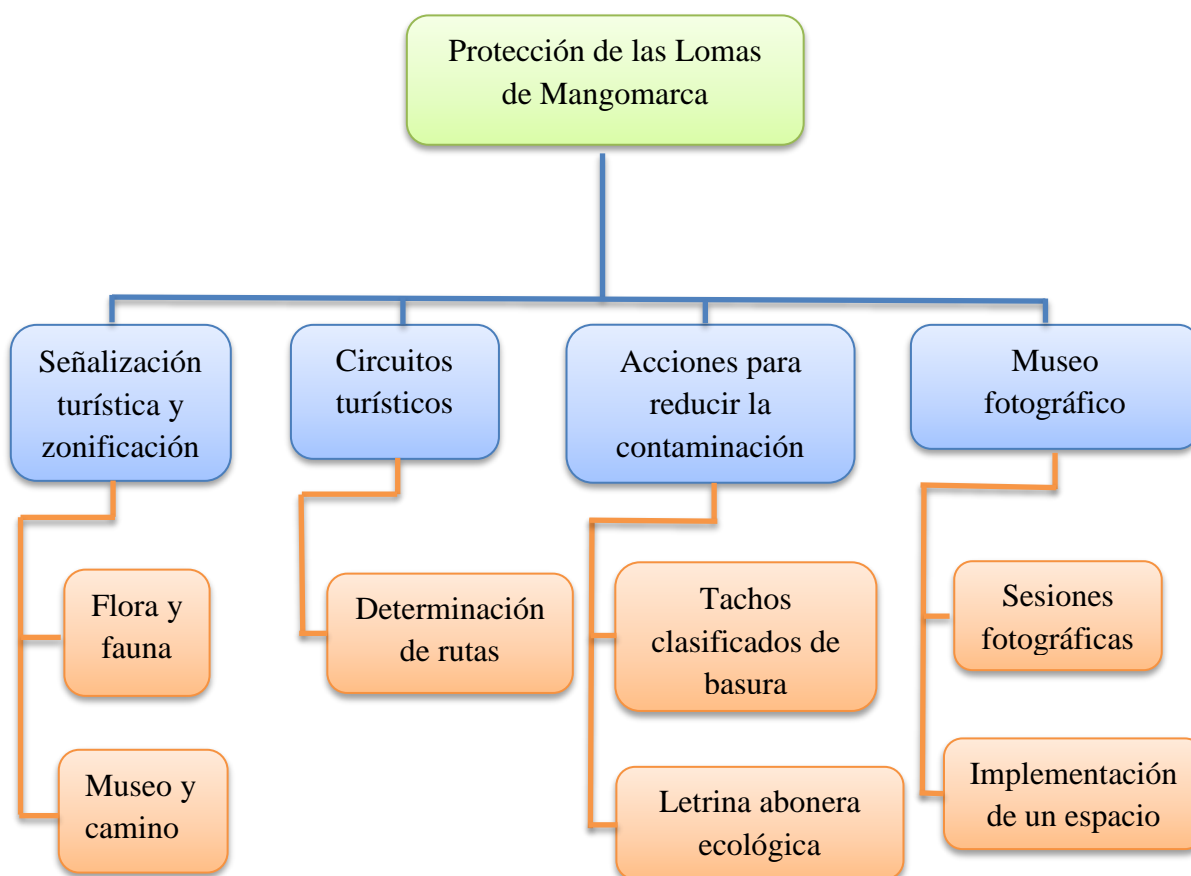 Protección de las Lomas
de Mangomarca
Señalización
turística y
zonificación
Circuitos
turísticos
Acciones para
reducir la
contaminación
Museo
fotográfico
Flora y
fauna
Museo y
camino
Determinación
de rutas
Tachos
clasificados de
basura
Letrina abonera
ecológica
Sesiones
fotográficas
Implementación
de un espacio